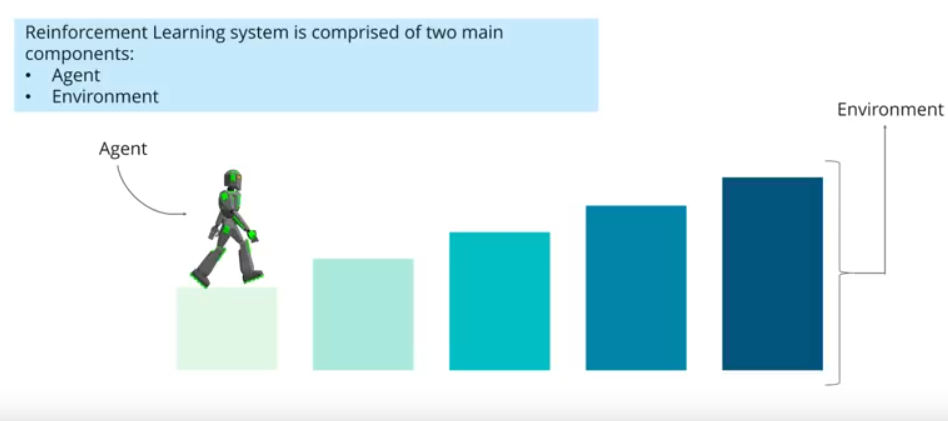 Reinforcement Learning system is comprised of two main
components:
• Agent
• Environment
Environment
Agent